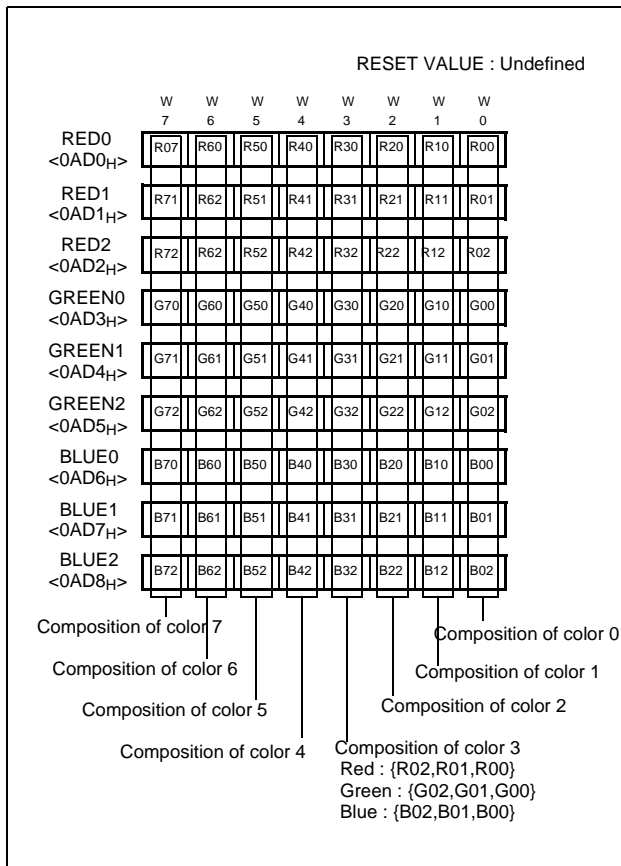 RESET VALUE : Undefined
W W W W W W W W
7 6 5 4 3 2 1 0
RED0
<0AD0H>
R07 R60 R50 R40 R30 R20 R10 R00
RED1
<0AD1H>
R71 R62 R51 R41 R31 R21 R11 R01
RED2
<0AD2H>
R72 R62 R52 R42 R32 R22 R12 R02
GREEN0
<0AD3H>
G70 G60 G50 G40 G30 G20 G10 G00
GREEN1
<0AD4H>
G71 G61 G51 G41 G31 G21 G11 G01
GREEN2
<0AD5H>
G72 G62 G52 G42 G32 G22 G12 G02
BLUE0
<0AD6H>
B70 B60 B50 B40 B30 B20 B10 B00
BLUE1
<0AD7H>
B71 B61 B51 B41 B31 B21 B11 B01
BLUE2
<0AD8H>
B72 B62 B52 B42 B32 B22 B12 B02
Composition of color 7
Composition of color 0
Composition of color 6
Composition of color 1
Composition of color 5
Composition of color 2
Composition of color 4
Composition of color 3
Red : {R02,R01,R00}
Green : {G02,G01,G00}
Blue : {B02,B01,B00}